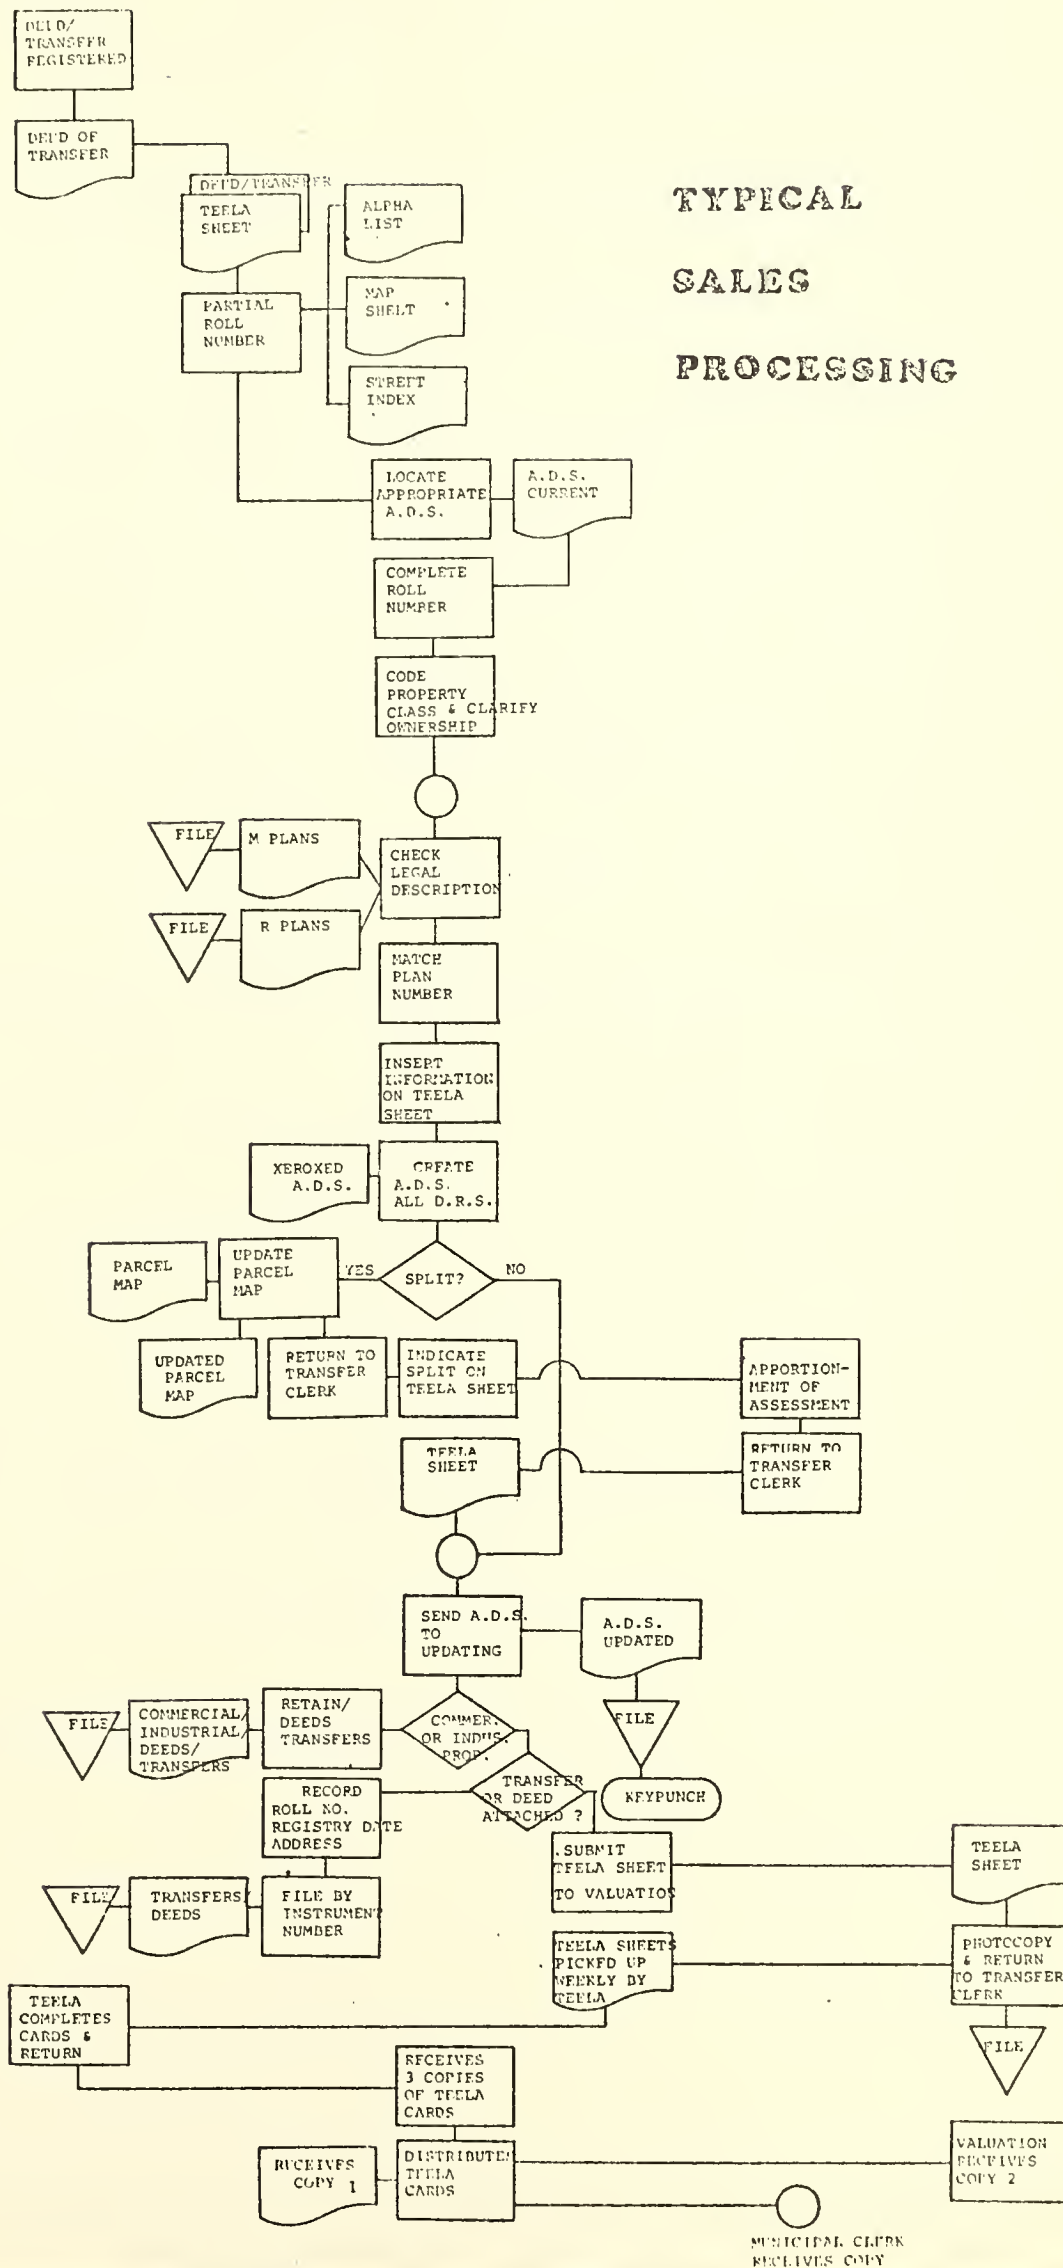 DEED/
TRANSFER
REGISTERED
DEED OF
TRANSFER
DEED/TRANSFER
TEELA
SHEET
ALPHA
LIST
TYPICAL
SALES
PROCESSING
MAP
SHEET
PARTIAL
ROLL
NUMBER
STREET
INDEX
LOCATE
APPROPRIATE
A.D.S.
A.D.S.
CURRENT
COMPLETE
ROLL
NUMBER
CODE
PROPERTY
CLASS & CLARIFY
OWNERSHIP
FILE
M PLANS
CHECK
LEGAL
DESCRIPTION
FILE
R PLANS
MATCH
PLAN
NUMBER
INSERT
INFORMATION
ON TEELA
SHEET
XEROXED
A.D.S.
CREATE
A.D.S.
ALL D.R.S.
PARCEL
MAP
UPDATE
PARCEL
MAP
YES
SPLIT?
NO
UPDATED
PARCEL
MAP
RETURN TO
TRANSFER
CLERK
INDICATE
SPLIT ON
TEELA SHEET
APPORTION-
MENT OF
ASSESSMENT
TEELA
SHEET
RETURN TO
TRANSFER
CLERK
SEND A.D.S.
TO
UPDATING
A.D.S.
UPDATED
FILE
COMMERCIAL/
INDUSTRIAL/
DEEDS/
TRANSFERS
RETAIN/
DEEDS
TRANSFERS
COMMER.
OR INDUS.
PROP.
FILE
KEYPUNCH
RECORD
ROLL NO.
REGISTRY DATE
ADDRESS
TRANSFER
OR DEED
ATTACHED ?
.SUBMIT
TEELA SHEET
TO VALUATION
TEELA
SHEET
FILE
TRANSFERS/
DEEDS
FILE BY
INSTRUMENT
NUMBER
TEELA SHEETS
PICKED UP
WEEKLY BY
TEELA
PHOTOCOPY
& RETURN
TO TRANSFER
CLERK
TEELA
COMPLETES
CARDS &
RETURN
FILE
RECEIVES
3 COPIES
OF TEELA
CARDS
RECEIVES
COPY 1
DISTRIBUTES
TEELA
CARDS
VALUATION
RECEIVES
COPY 2
MUNICIPAL CLERK
RECEIVES COPY